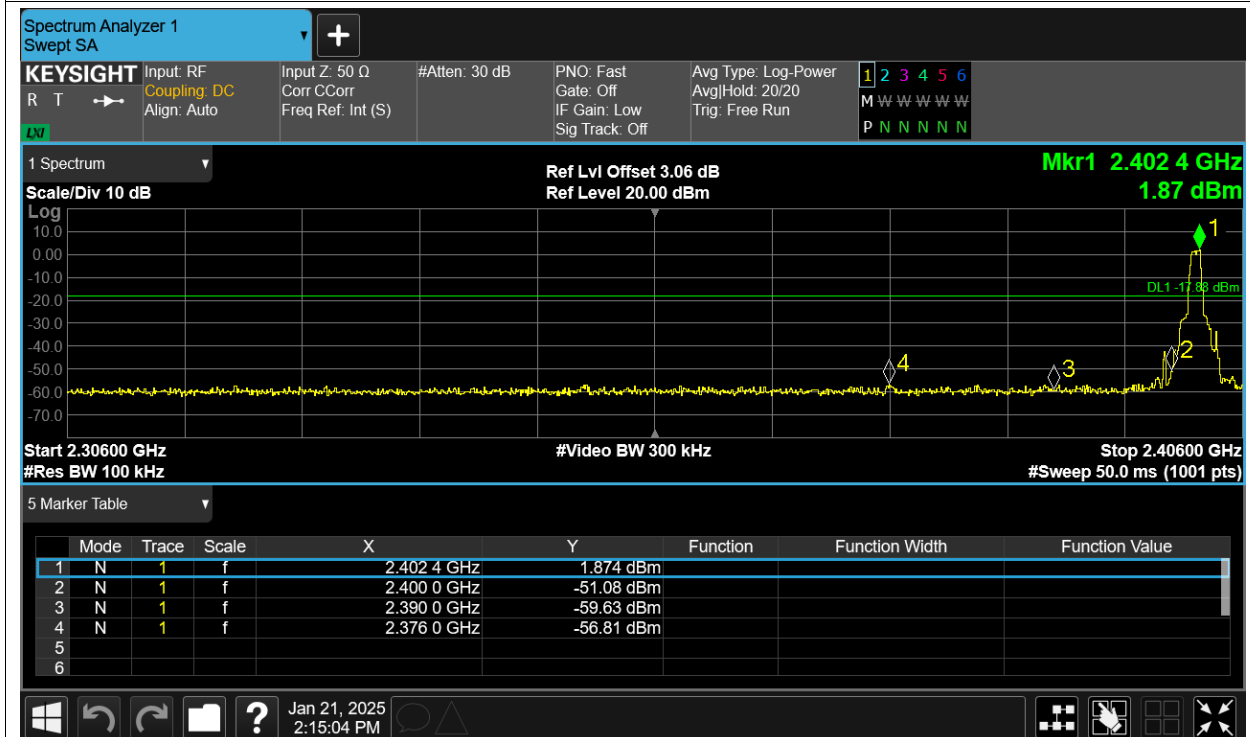 Spectrum Analyzer 1
Swept SA
+
KEYSIGHT
R T
LXI
Input: RF
Coupling: DC
Align: Auto
Input Z: 50 Ω
Corr CCorr
Freq Ref: Int (S)
#Atten: 30 dB
PNO: Fast
Gate: Off
IF Gain: Low
Sig Track: Off
Avg Type: Log-Power
Avg|Hold: 20/20
Trig: Free Run
1 2 3 4 5 6
M W W W W W
P N N N N N
1 Spectrum
Scale/Div 10 dB
Ref Lvl Offset 3.06 dB
Ref Level 20.00 dBm
Mkr1 2.402 4 GHz
1.87 dBm
Log
10.0
0.00
-10.0
-20.0
-30.0
-40.0
-50.0
-60.0
-70.0
1
DL1 -17.88 dBm
2
3
4
Start 2.30600 GHz
#Video BW 300 kHz
Stop 2.40600 GHz
#Res BW 100 kHz
#Sweep 50.0 ms (1001 pts)
5 Marker Table
Mode Trace Scale X Y Function Function Width Function Value
1 N 1 f 2.402 4 GHz 1.874 dBm
2 N 1 f 2.400 0 GHz -51.08 dBm
3 N 1 f 2.390 0 GHz -59.63 dBm
4 N 1 f 2.376 0 GHz -56.81 dBm
5
6
?
Jan 21, 2025
2:15:04 PM